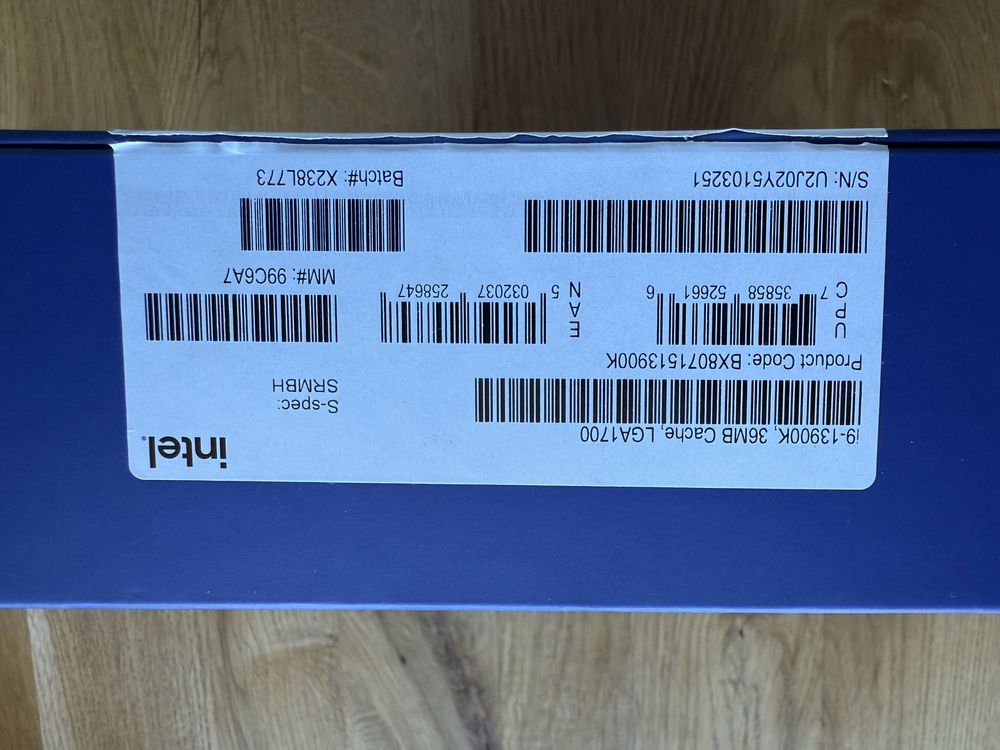 intel.
i9-13900K, 36MB Cache, LGA1700
S-spec:
SRMBH
Product Code: BX8071513900K
UPC
7 35858 52661 6
EAN
5 032037 258647
MM#: 99C6A7
S/N: U2J02Y5103251
Batch#: X238L773